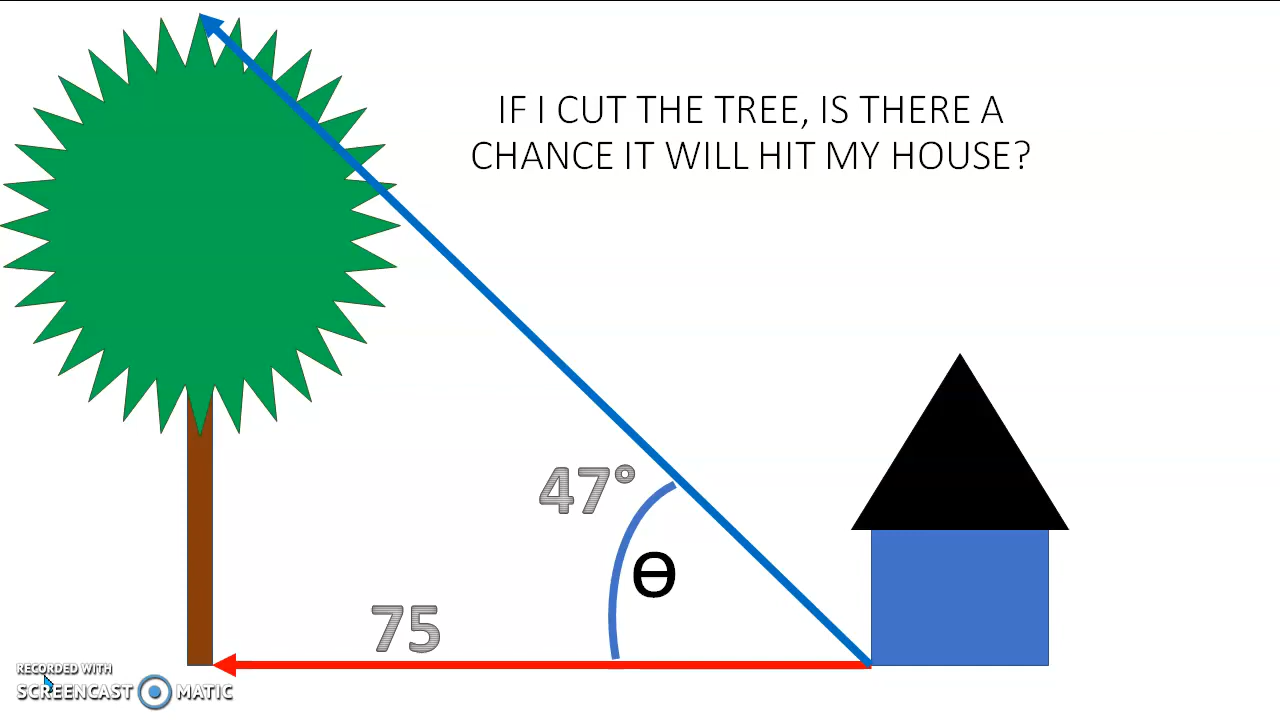 IF I CUT THE TREE, IS THERE A
CHANCE IT WILL HIT MY HOUSE?
47°
Ɵ
75
RECORDED WITH
SCREENCAST MATIC